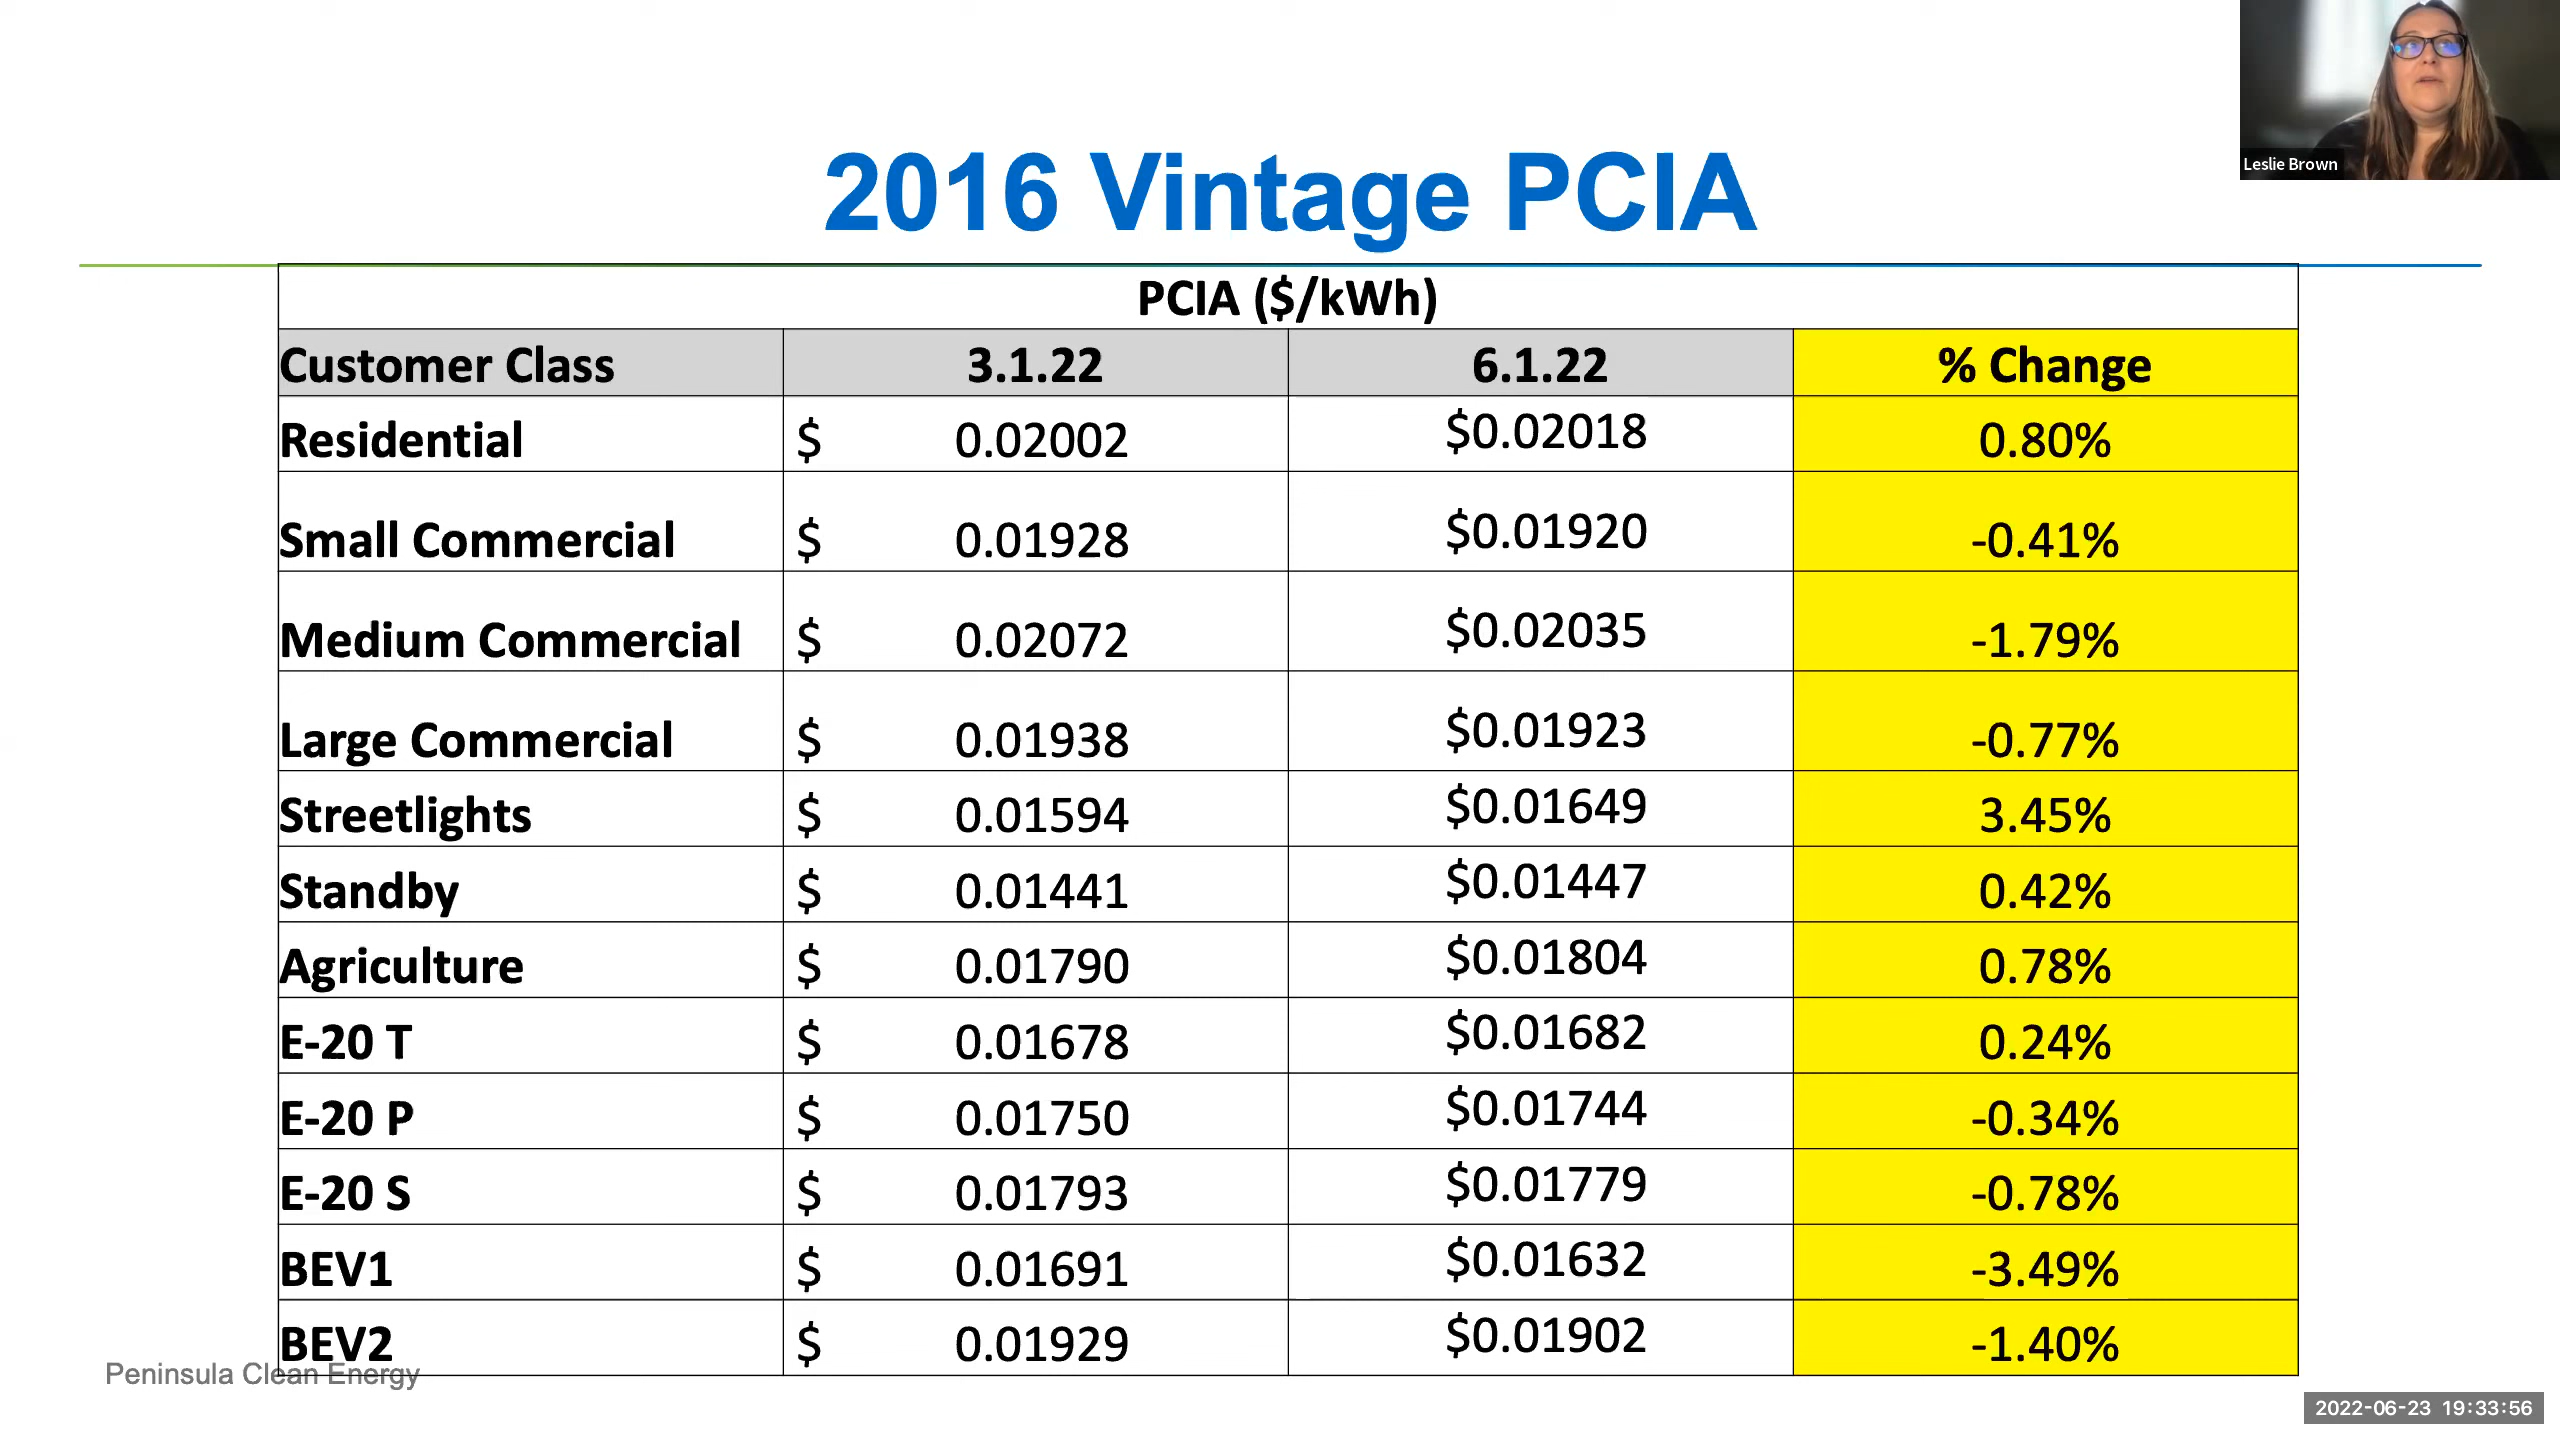 Leslie Brown
2016 Vintage PCIA
PCIA ($/kWh)
Customer Class 3.1.22 6.1.22 % Change
Residential $ 0.02002 $0.02018 0.80%
Small Commercial $ 0.01928 $0.01920 -0.41%
Medium Commercial $ 0.02072 $0.02035 -1.79%
Large Commercial $ 0.01938 $0.01923 -0.77%
Streetlights $ 0.01594 $0.01649 3.45%
Standby $ 0.01441 $0.01447 0.42%
Agriculture $ 0.01790 $0.01804 0.78%
E-20 T $ 0.01678 $0.01682 0.24%
E-20 P $ 0.01750 $0.01744 -0.34%
E-20 S $ 0.01793 $0.01779 -0.78%
BEV1 $ 0.01691 $0.01632 -3.49%
BEV2 $ 0.01929 $0.01902 -1.40%
Peninsula Clean Energy
2022-06-23 19:33:56